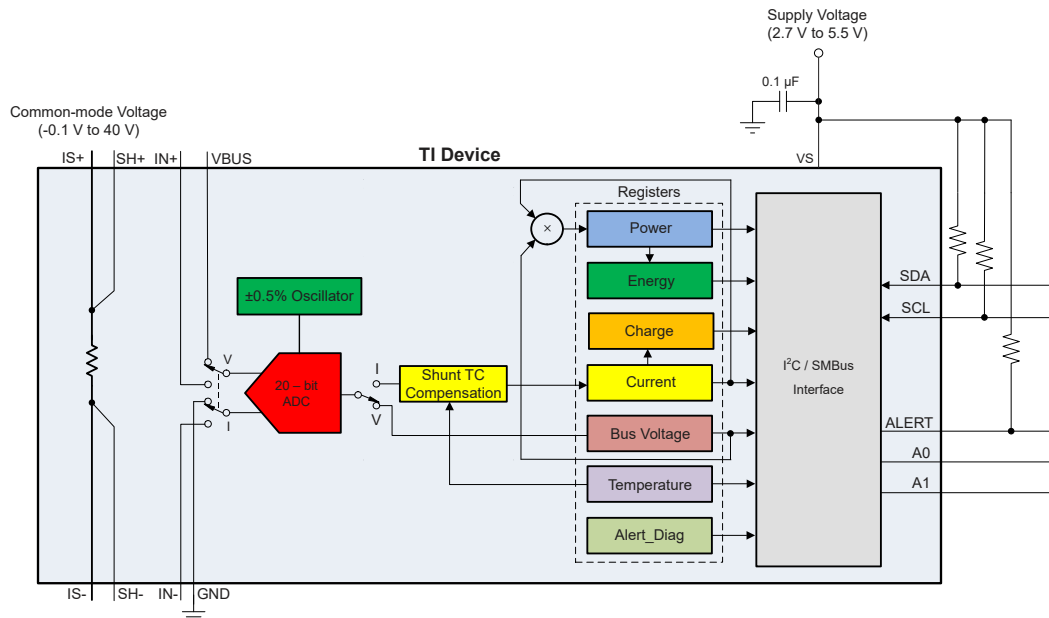 Supply Voltage
(2.7 V to 5.5 V)
0.1 µF
Common-mode Voltage
(-0.1 V to 40 V)
IS+ SH+ IN+ VBUS
TI Device
VS
Registers
×
Power
Energy
±0.5% Oscillator
SDA
SCL
Charge
V
I
20 – bit
ADC
Shunt TC
Compensation
Current
I²C / SMBus
Interface
I
V
Bus Voltage
ALERT
A0
Temperature
A1
Alert_Diag
IS- SH- IN- GND